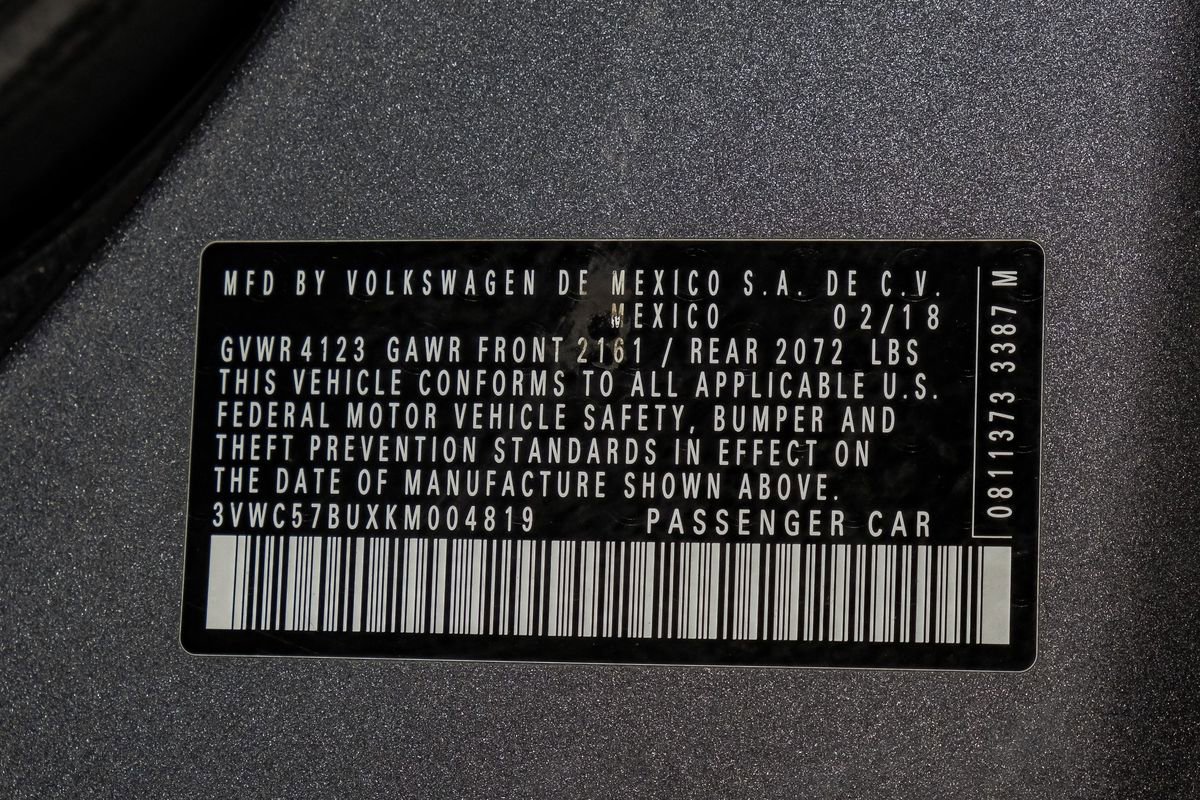 MFD BY VOLKSWAGEN DE MEXICO S.A. DE C.V.
MEXICO 02/18
GVWR 4123 GAWR FRONT 2161 / REAR 2072 LBS
THIS VEHICLE CONFORMS TO ALL APPLICABLE U.S.
FEDERAL MOTOR VEHICLE SAFETY, BUMPER AND
THEFT PREVENTION STANDARDS IN EFFECT ON
THE DATE OF MANUFACTURE SHOWN ABOVE.
3VWC57BUXKM004819 PASSENGER CAR
0811373 3387 M